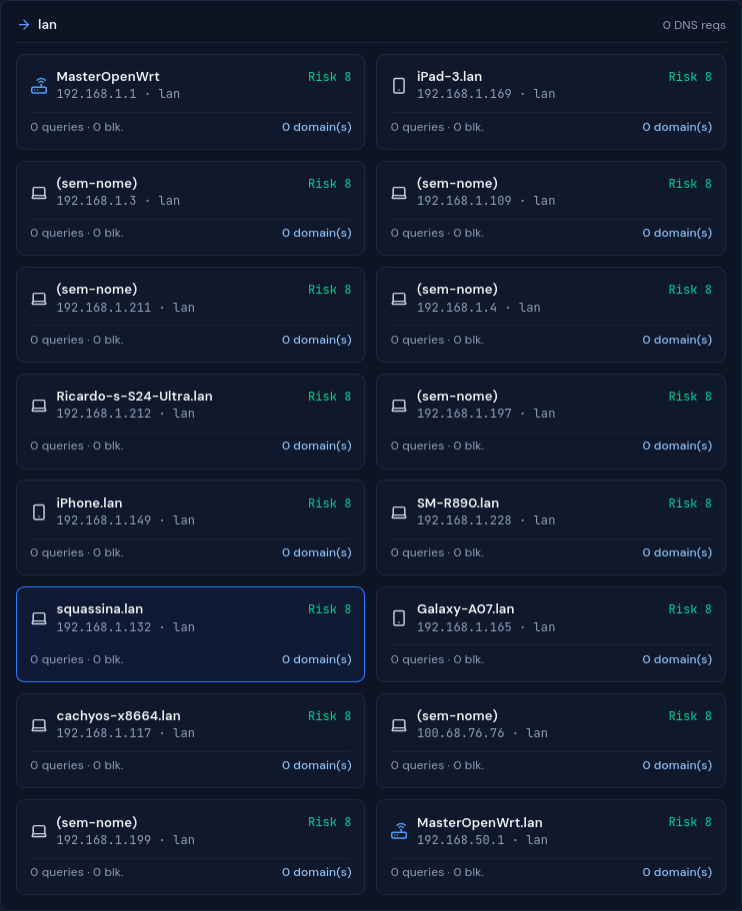 lan
0 DNS reqs
MasterOpenWrt
Risk 8
192.168.1.1 · lan
0 queries · 0 blk.
0 domain(s)
iPad-3.lan
Risk 8
192.168.1.169 · lan
0 queries · 0 blk.
0 domain(s)
(sem-nome)
Risk 8
192.168.1.3 · lan
0 queries · 0 blk.
0 domain(s)
(sem-nome)
Risk 8
192.168.1.109 · lan
0 queries · 0 blk.
0 domain(s)
(sem-nome)
Risk 8
192.168.1.211 · lan
0 queries · 0 blk.
0 domain(s)
(sem-nome)
Risk 8
192.168.1.4 · lan
0 queries · 0 blk.
0 domain(s)
Ricardo-s-S24-Ultra.lan
Risk 8
192.168.1.212 · lan
0 queries · 0 blk.
0 domain(s)
(sem-nome)
Risk 8
192.168.1.197 · lan
0 queries · 0 blk.
0 domain(s)
iPhone.lan
Risk 8
192.168.1.149 · lan
0 queries · 0 blk.
0 domain(s)
SM-R890.lan
Risk 8
192.168.1.228 · lan
0 queries · 0 blk.
0 domain(s)
squassina.lan
Risk 8
192.168.1.132 · lan
0 queries · 0 blk.
0 domain(s)
Galaxy-A07.lan
Risk 8
192.168.1.165 · lan
0 queries · 0 blk.
0 domain(s)
cachyos-x8664.lan
Risk 8
192.168.1.117 · lan
0 queries · 0 blk.
0 domain(s)
(sem-nome)
Risk 8
100.68.76.76 · lan
0 queries · 0 blk.
0 domain(s)
(sem-nome)
Risk 8
192.168.1.199 · lan
0 queries · 0 blk.
0 domain(s)
MasterOpenWrt.lan
Risk 8
192.168.50.1 · lan
0 queries · 0 blk.
0 domain(s)